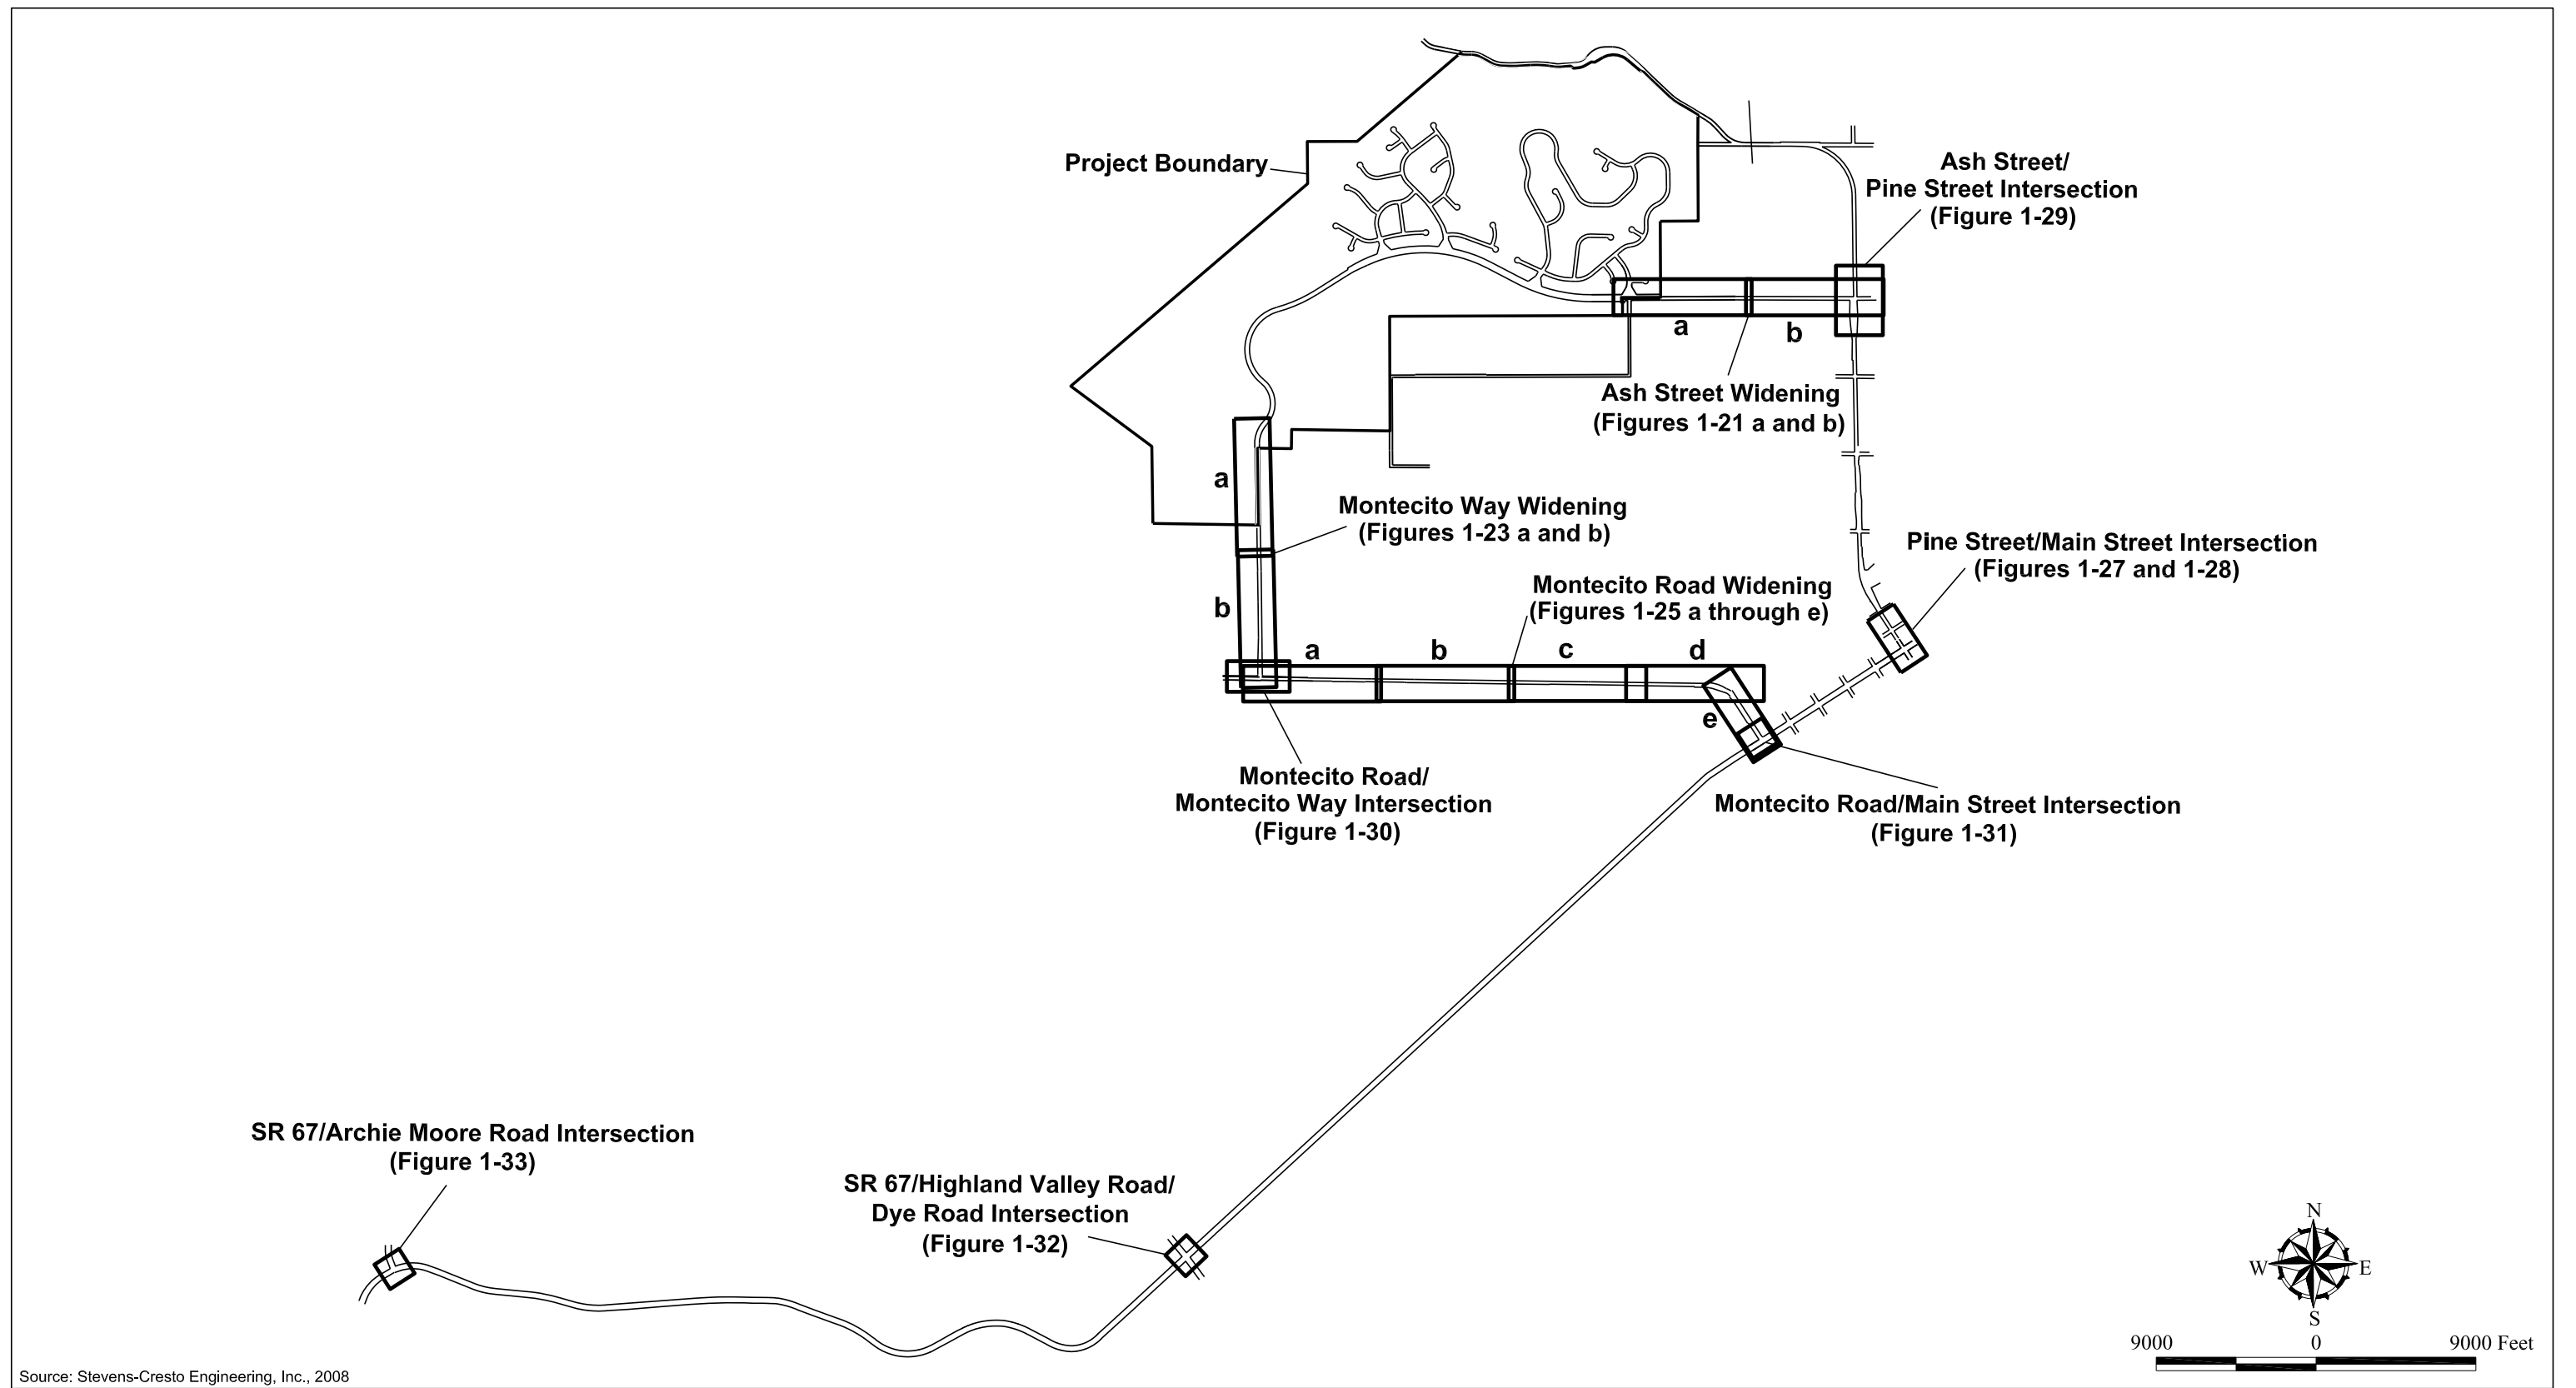 Project Boundary
Ash Street/
Pine Street Intersection
(Figure 1-29)
a
b
Ash Street Widening
(Figures 1-21 a and b)
a
Montecito Way Widening
(Figures 1-23 a and b)
b
Pine Street/Main Street Intersection
(Figures 1-27 and 1-28)
Montecito Road Widening
(Figures 1-25 a through e)
a
b
c
d
e
Montecito Road/
Montecito Way Intersection
(Figure 1-30)
Montecito Road/Main Street Intersection
(Figure 1-31)
SR 67/Archie Moore Road Intersection
(Figure 1-33)
SR 67/Highland Valley Road/
Dye Road Intersection
(Figure 1-32)
N
W
E
S
9000 0 9000 Feet
Source: Stevens-Cresto Engineering, Inc., 2008